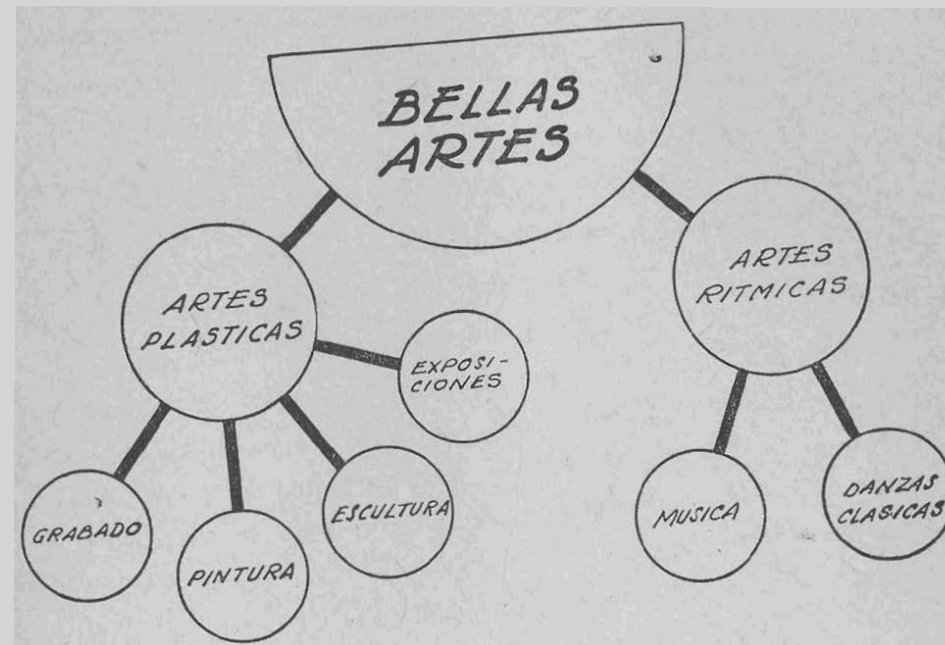 BELLAS
ARTES
ARTES
PLASTICAS
ARTES
RITMICAS
EXPOSI-
CIONES
GRABADO
PINTURA
ESCULTURA
MUSICA
DANZAS
CLASICAS